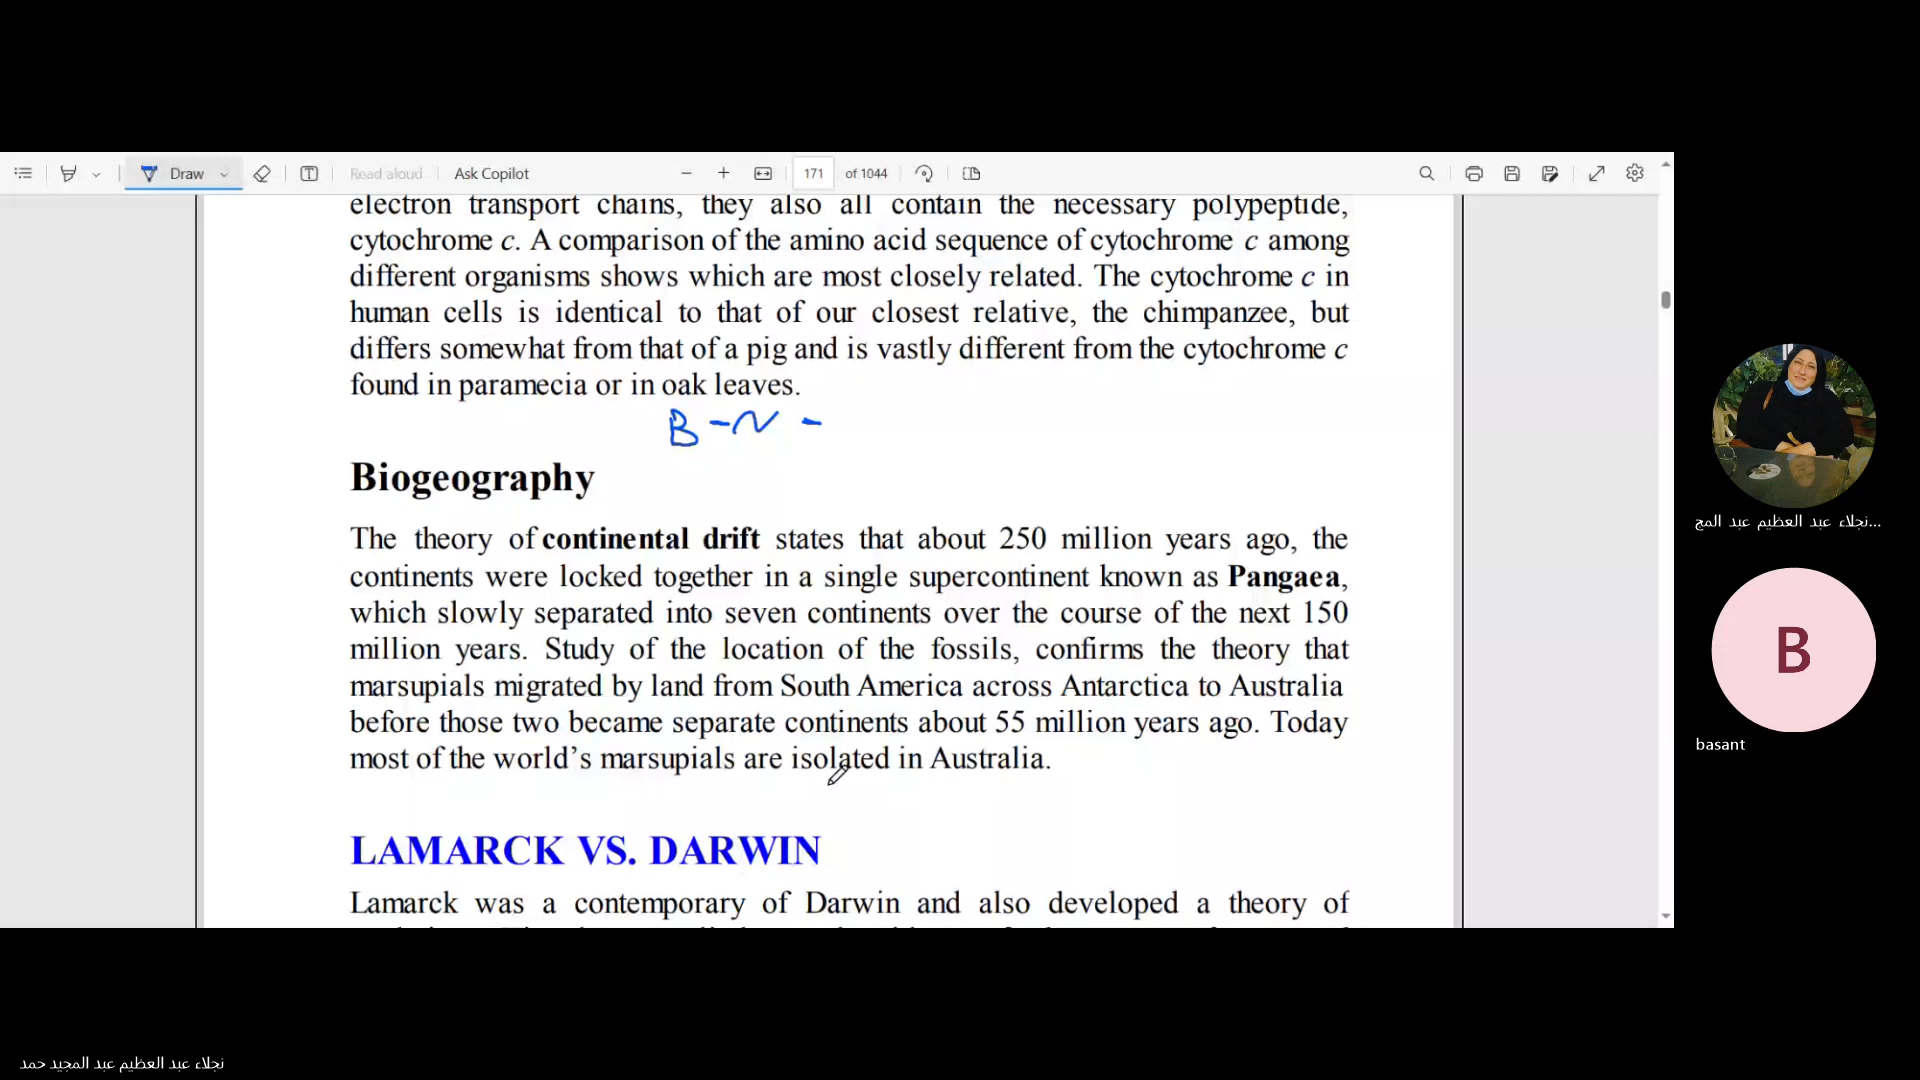 Draw
Read aloud
Ask Copilot
171 of 1044
electron transport chains, they also all contain the necessary polypeptide,
cytochrome c. A comparison of the amino acid sequence of cytochrome c among
different organisms shows which are most closely related. The cytochrome c in
human cells is identical to that of our closest relative, the chimpanzee, but
differs somewhat from that of a pig and is vastly different from the cytochrome c
found in paramecia or in oak leaves.
B - N -
Biogeography
The theory of continental drift states that about 250 million years ago, the
continents were locked together in a single supercontinent known as Pangaea,
which slowly separated into seven continents over the course of the next 150
million years. Study of the location of the fossils, confirms the theory that
marsupials migrated by land from South America across Antarctica to Australia
before those two became separate continents about 55 million years ago. Today
most of the world’s marsupials are isolated in Australia.
LAMARCK VS. DARWIN
Lamarck was a contemporary of Darwin and also developed a theory of
نجلاء عبد العظيم عبد المج...
B
basant
نجلاء عبد العظيم عبد المجيد حمد